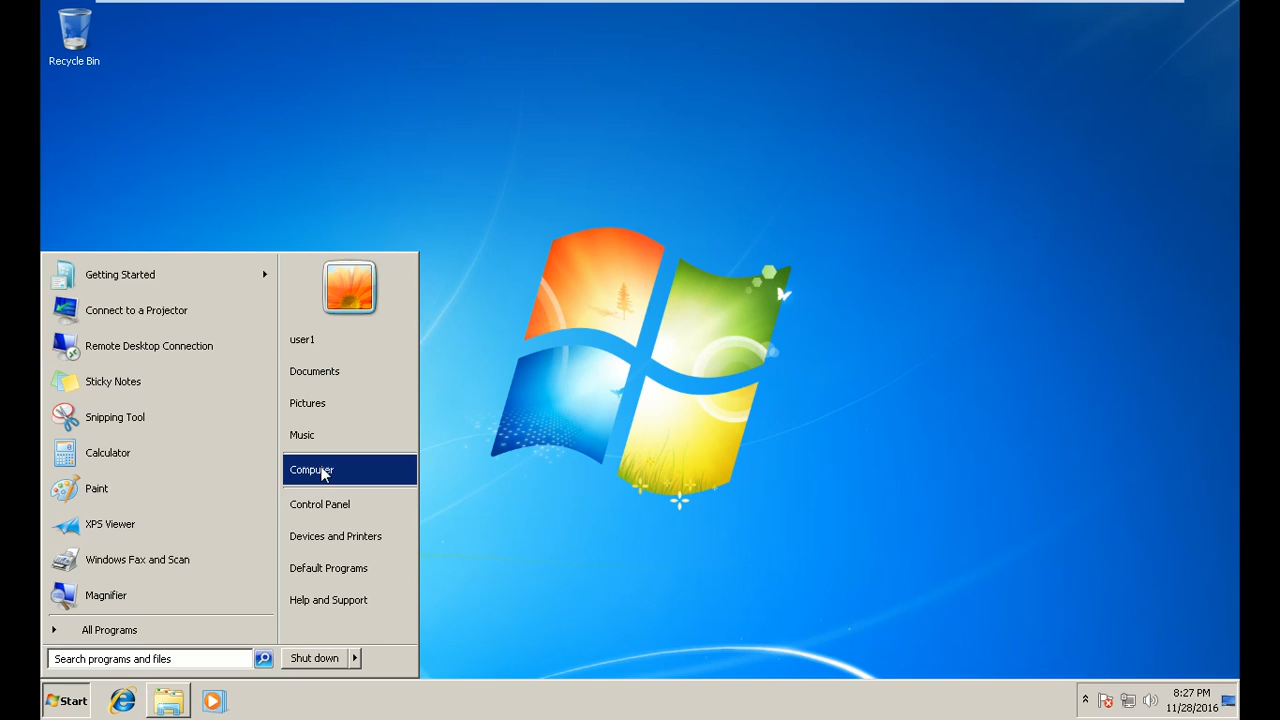 Recycle Bin
Getting Started
Connect to a Projector
Remote Desktop Connection
Sticky Notes
Snipping Tool
Calculator
Paint
XPS Viewer
Windows Fax and Scan
Magnifier
All Programs
Search programs and files
user1
Documents
Pictures
Music
Computer
Control Panel
Devices and Printers
Default Programs
Help and Support
Shut down
Start
8:27 PM
11/28/2016